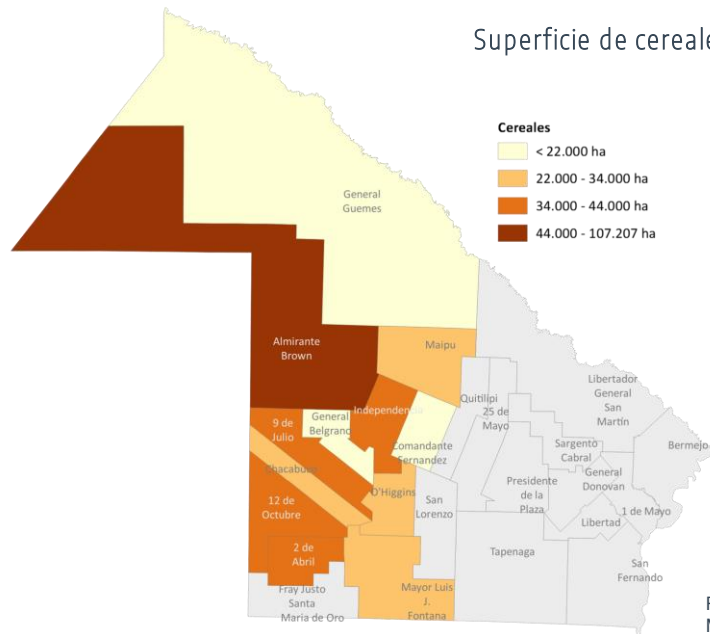 Superficie de cereale
Cereales
< 22.000 ha
22.000 - 34.000 ha
34.000 - 44.000 ha
44.000 - 107.207 ha
General
Guemes
Almirante
Brown
Maipu
Libertador
General
San
Martín
Quitilipi
25 de
Mayo
Independencia
General
Belgrano
9 de
Julio
Comandante
Fernandez
Sargento
Cabral
Bermejo
General
Donovan
Presidente
de la
Plaza
Chacabuco
O'Higgins
San
Lorenzo
12 de
Octubre
1 de Mayo
Libertad
2 de
Abril
Tapenaga
San
Fernando
Fray Justo
Santa
Maria de Oro
Mayor Luis
J.
Fontana